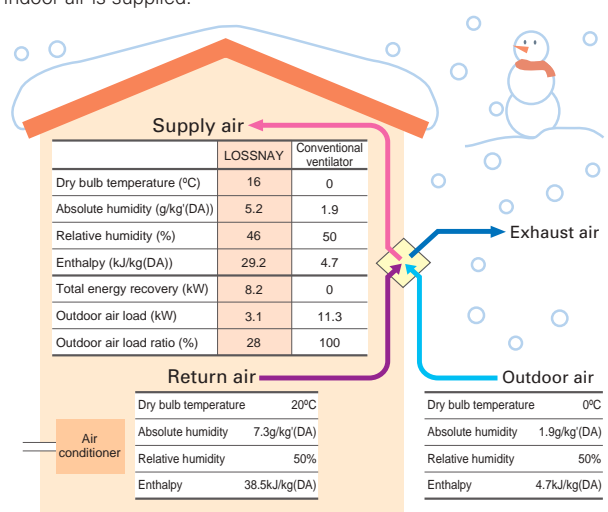 indoor air is supplied.
Supply air
LOSSNAY Conventional ventilator
Dry bulb temperature (ºC) 16 0
Absolute humidity (g/kg'(DA)) 5.2 1.9
Relative humidity (%) 46 50
Enthalpy (kJ/kg(DA)) 29.2 4.7
Total energy recovery (kW) 8.2 0
Outdoor air load (kW) 3.1 11.3
Outdoor air load ratio (%) 28 100
Exhaust air
Return air
Dry bulb temperature 20ºC
Absolute humidity 7.3g/kg'(DA)
Relative humidity 50%
Enthalpy 38.5kJ/kg(DA)
Outdoor air
Dry bulb temperature 0ºC
Absolute humidity 1.9g/kg'(DA)
Relative humidity 50%
Enthalpy 4.7kJ/kg(DA)
Air
conditioner